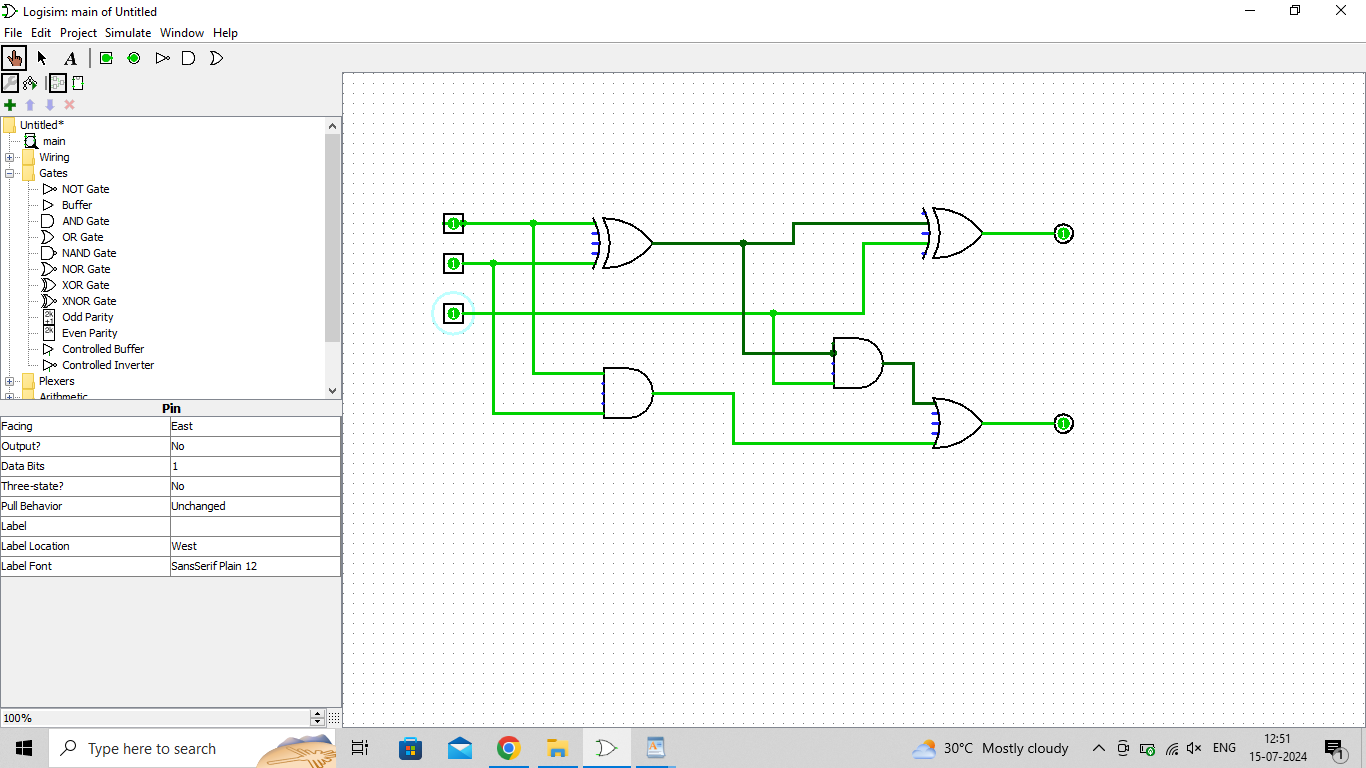 Logisim: main of Untitled
File Edit Project Simulate Window Help
A
Untitled*
main
Wiring
Gates
NOT Gate
Buffer
AND Gate
OR Gate
NAND Gate
NOR Gate
XOR Gate
XNOR Gate
Odd Parity
Even Parity
Controlled Buffer
Controlled Inverter
Plexers
Arithmetic
Pin
Facing East
Output? No
Data Bits 1
Three-state? No
Pull Behavior Unchanged
Label
Label Location West
Label Font SansSerif Plain 12
100%
1
1
1
1
1
Type here to search
30°C Mostly cloudy
ENG
12:51
15-07-2024
1